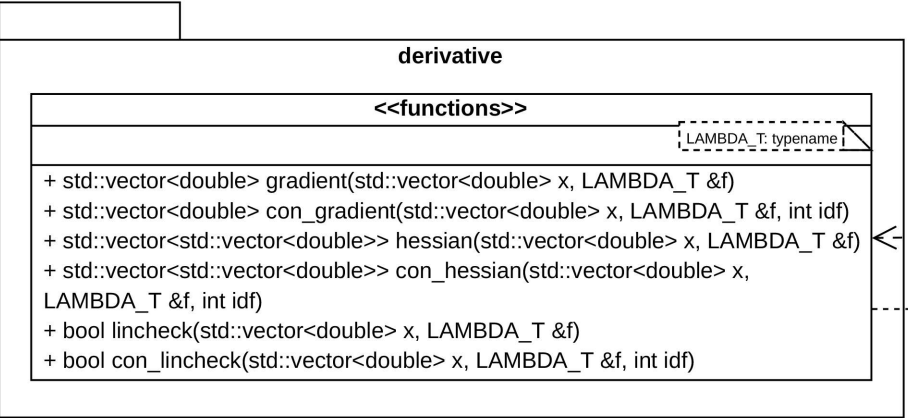 derivative
<<functions>>
LAMBDA_T: typename
+ std::vector<double> gradient(std::vector<double> x, LAMBDA_T &f)
+ std::vector<double> con_gradient(std::vector<double> x, LAMBDA_T &f, int idf)
+ std::vector<std::vector<double>> hessian(std::vector<double> x, LAMBDA_T &f)
+ std::vector<std::vector<double>> con_hessian(std::vector<double> x,
LAMBDA_T &f, int idf)
+ bool lincheck(std::vector<double> x, LAMBDA_T &f)
+ bool con_lincheck(std::vector<double> x, LAMBDA_T &f, int idf)